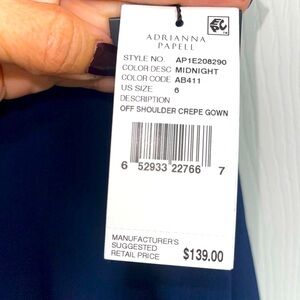 ADRIANNA
PAPELL
STYLE NO. AP1E208290
COLOR DESC MIDNIGHT
COLOR CODE AB411
US SIZE 6
DESCRIPTION
OFF SHOULDER CREPE GOWN
6 52933 22766 7
MANUFACTURER'S
SUGGESTED
RETAIL PRICE $139.00